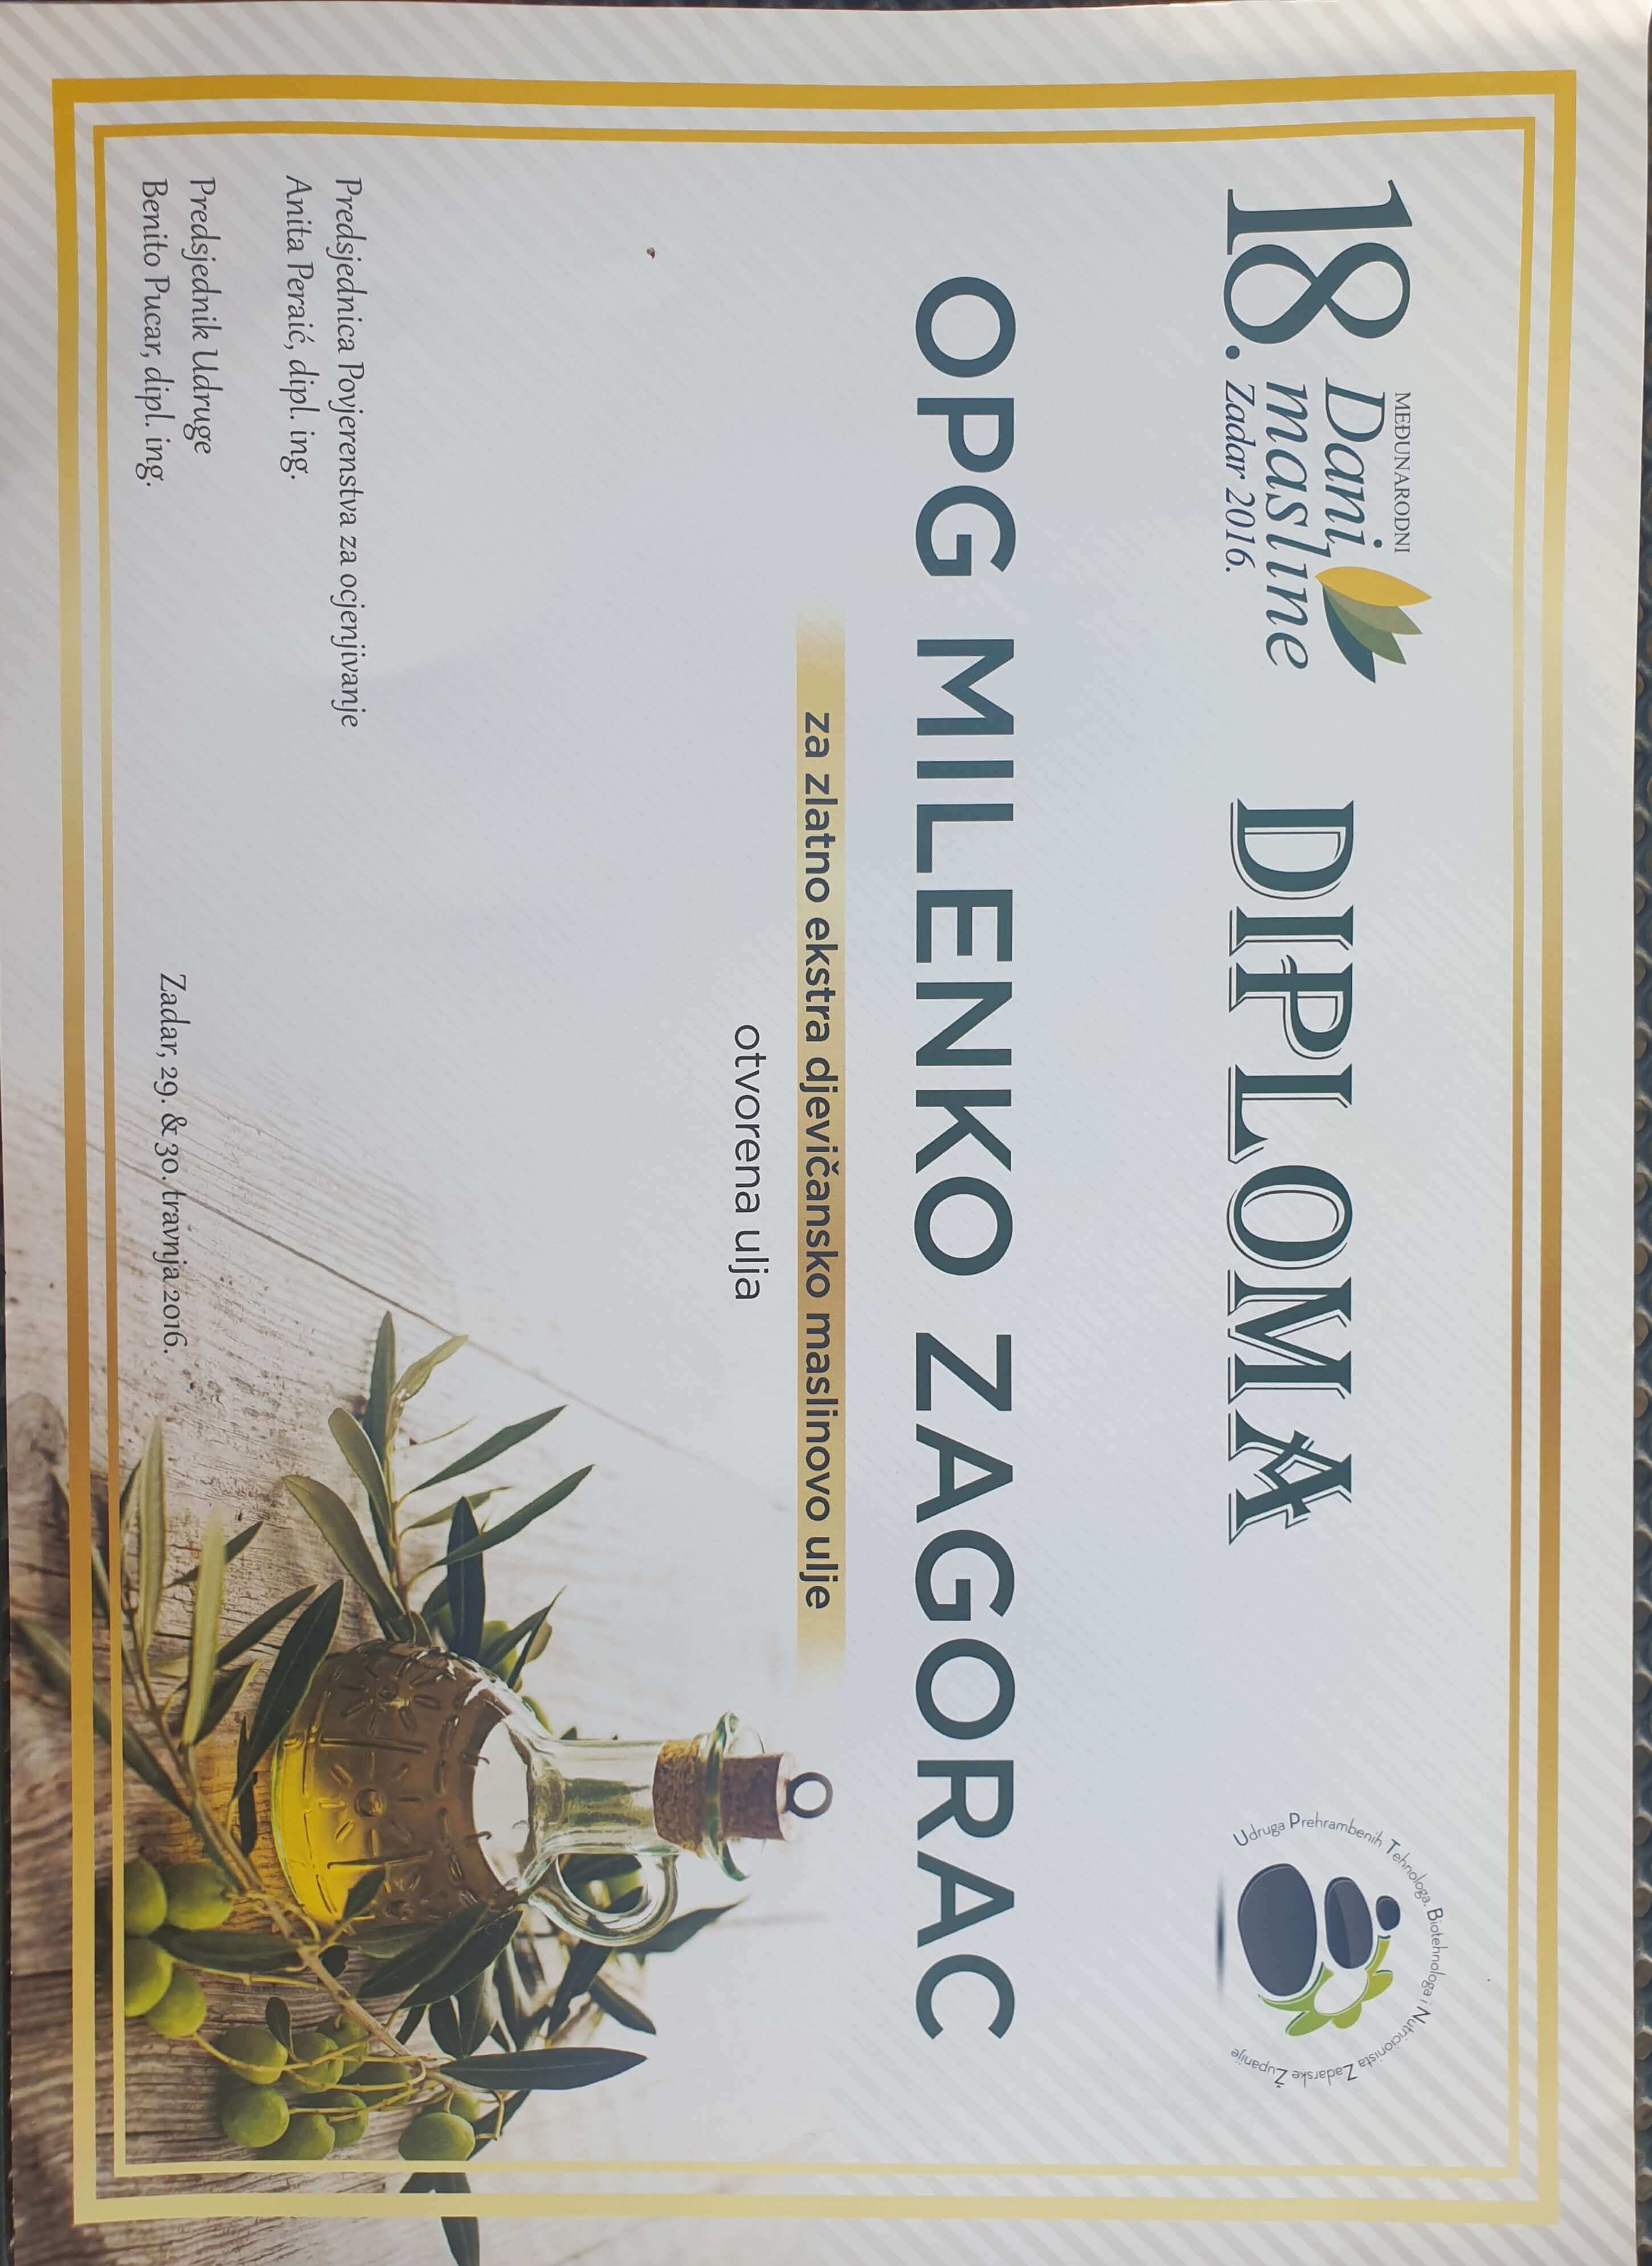 18.
MEĐUNARODNI
Dani
masline
Zadar 2016.
DIPLOMA
Udruga Prehrambenih Tehnologa, Biotehnologa i Nutricionista Zadarske Županije
OPG MILENKO ZAGORAC
za zlatno ekstra djevičansko maslinovo ulje
otvorena ulja
Predsjednica Povjerenstva za ocjenjivanje
Anita Peraić, dipl. ing.
Predsjednik Udruge
Benito Pucar, dipl. ing.
Zadar, 29. & 30. travnja 2016.